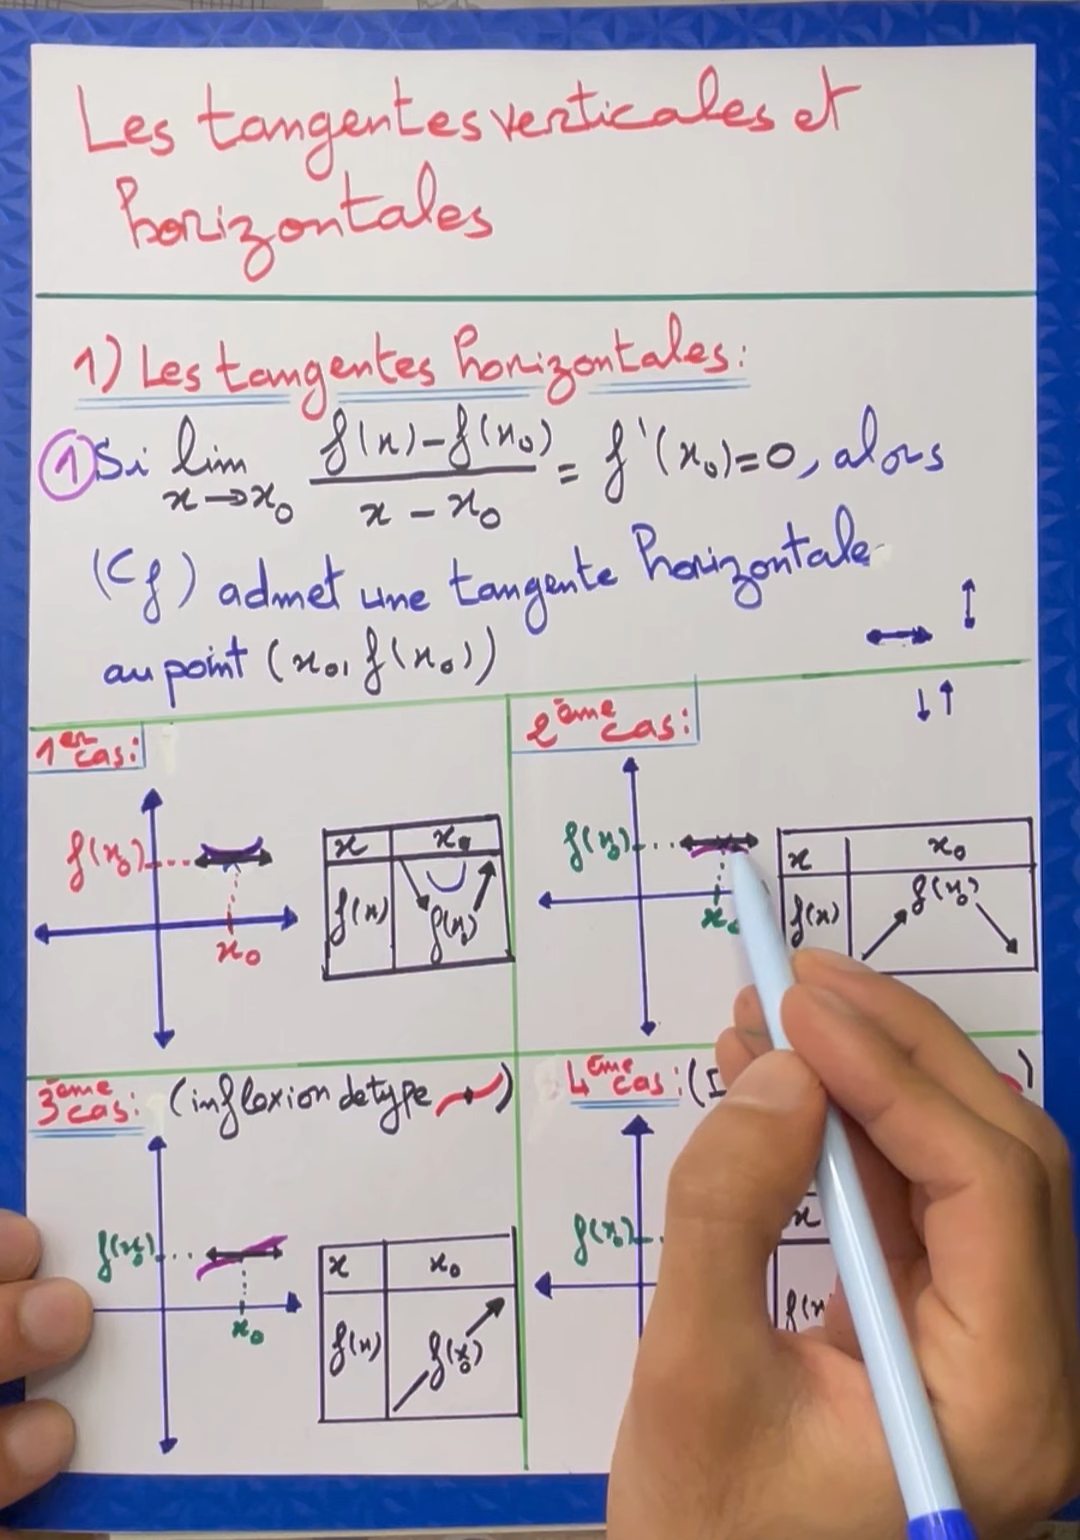 Les tangentes verticales et
horizontales
1) Les tangentes horizontales:
① Si lim x→x₀ (f(x)-f(x₀))/(x-x₀) = f'(x₀)=0, alors
(Cf) admet une tangente horizontale
au point (x₀, f(x₀))
1er cas:
f(x₀)
x₀
x x₀
f(x) f(x₀)
2ème cas:
f(x₀)
x x₀
f(x) f(x₀)
3ème cas: (inflexion de type )
f(x₀)
x₀
x x₀
f(x) f(x₀)
4ème cas: (I )
f(x₀)
x
f(x